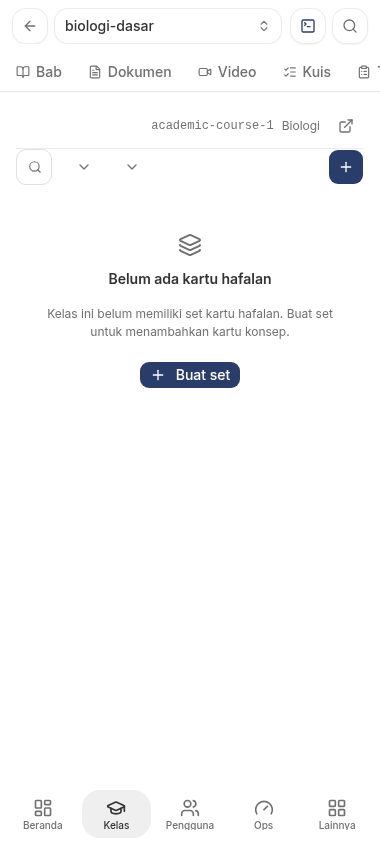 biologi-dasar
Bab Dokumen Video Kuis
academic-course-1 Biologi
Belum ada kartu hafalan
Kelas ini belum memiliki set kartu hafalan. Buat set
untuk menambahkan kartu konsep.
Buat set
Beranda Kelas Pengguna Ops Lainnya